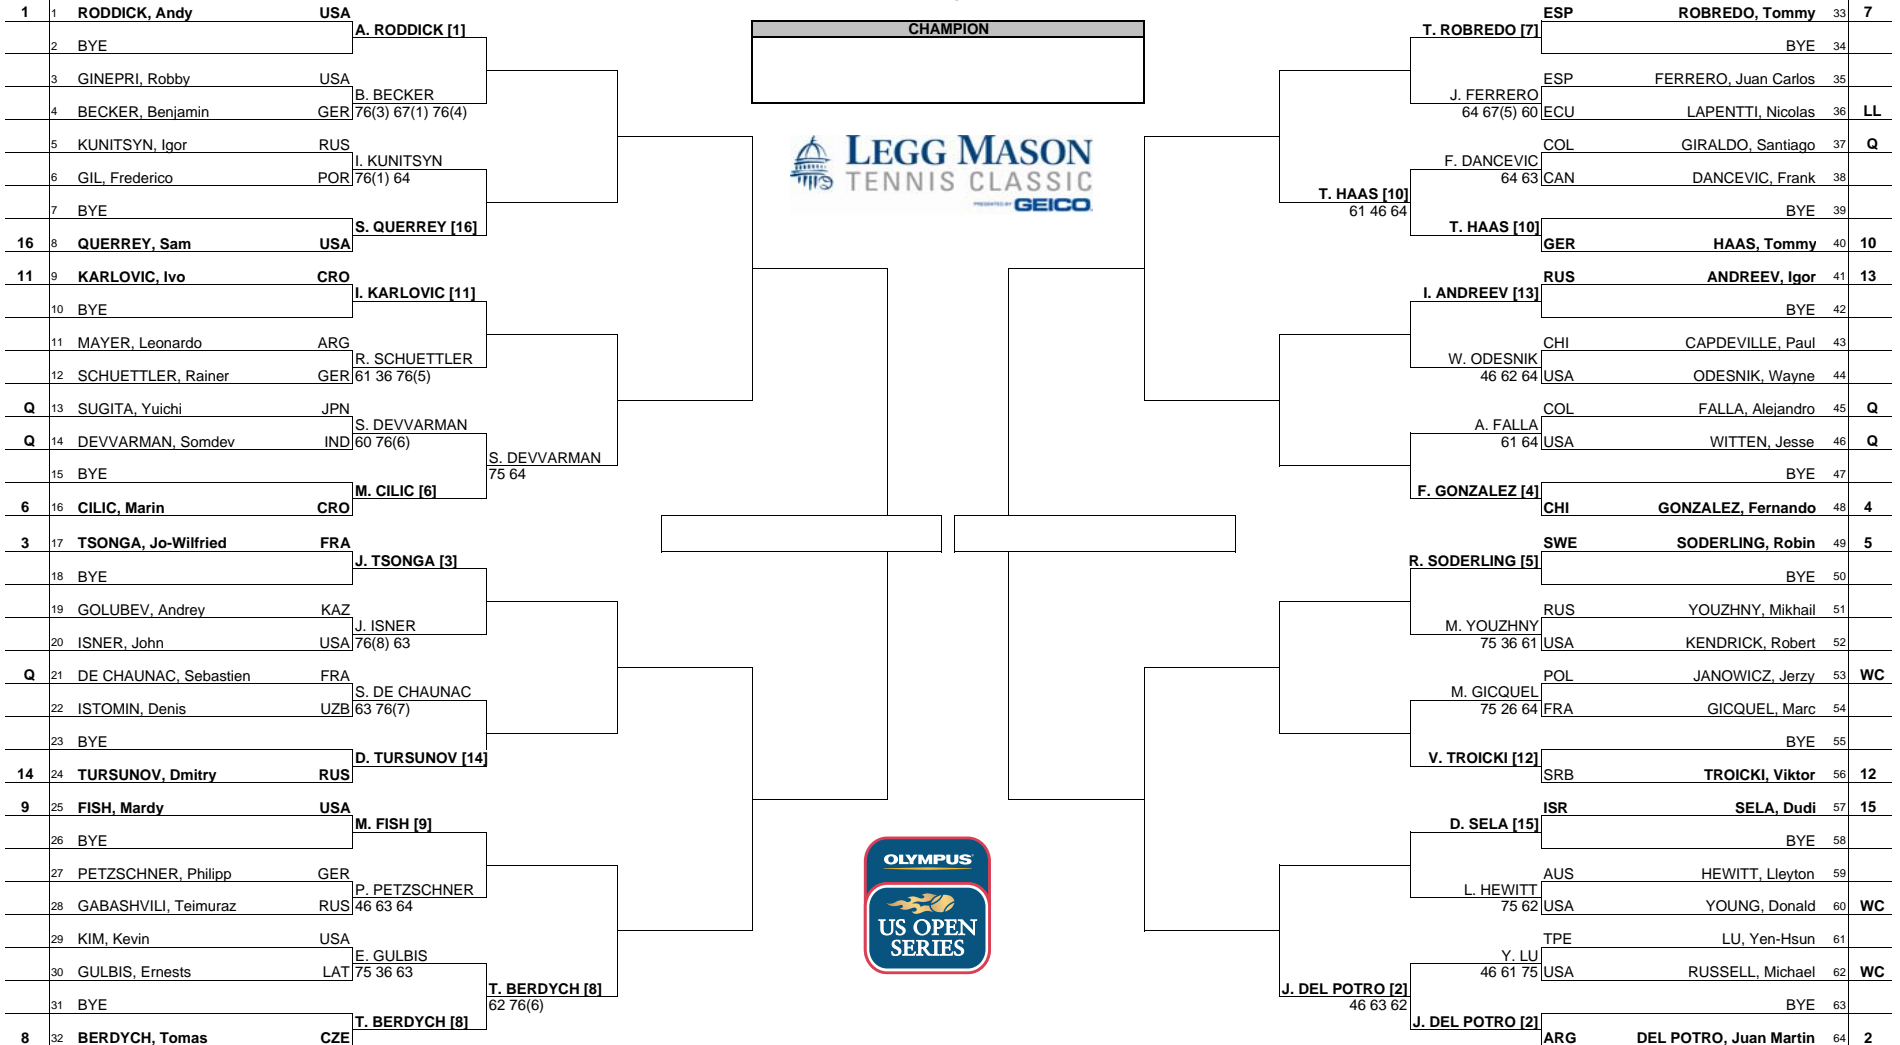 1 1 RODDICK, Andy USA
A. RODDICK [1]
2 BYE
3 GINEPRI, Robby USA
B. BECKER
4 BECKER, Benjamin GER 76(3) 67(1) 76(4)
5 KUNITSYN, Igor RUS
I. KUNITSYN
6 GIL, Frederico POR 76(1) 64
7 BYE
S. QUERREY [16]
16 8 QUERREY, Sam USA
11 9 KARLOVIC, Ivo CRO
I. KARLOVIC [11]
10 BYE
11 MAYER, Leonardo ARG
R. SCHUETTLER
12 SCHUETTLER, Rainer GER 61 36 76(5)
Q 13 SUGITA, Yuichi JPN
S. DEVVARMAN
Q 14 DEVVARMAN, Somdev IND 60 76(6)
S. DEVVARMAN
15 BYE 75 64
M. CILIC [6]
6 16 CILIC, Marin CRO
3 17 TSONGA, Jo-Wilfried FRA
J. TSONGA [3]
18 BYE
19 GOLUBEV, Andrey KAZ
J. ISNER
20 ISNER, John USA 76(8) 63
Q 21 DE CHAUNAC, Sebastien FRA
S. DE CHAUNAC
22 ISTOMIN, Denis UZB 63 76(7)
23 BYE
D. TURSUNOV [14]
14 24 TURSUNOV, Dmitry RUS
9 25 FISH, Mardy USA
M. FISH [9]
26 BYE
27 PETZSCHNER, Philipp GER
P. PETZSCHNER
28 GABASHVILI, Teimuraz RUS 46 63 64
29 KIM, Kevin USA
E. GULBIS
30 GULBIS, Ernests LAT 75 36 63
T. BERDYCH [8]
31 BYE 62 76(6)
T. BERDYCH [8]
8 32 BERDYCH, Tomas CZE
CHAMPION
LEGG MASON
TENNIS CLASSIC
PRESENTED BY GEICO
OLYMPUS
US OPEN
SERIES
ESP ROBREDO, Tommy 33 7
T. ROBREDO [7]
BYE 34
ESP FERRERO, Juan Carlos 35
J. FERRERO
64 67(5) 60 ECU LAPENTTI, Nicolas 36 LL
COL GIRALDO, Santiago 37 Q
F. DANCEVIC
64 63 CAN DANCEVIC, Frank 38
T. HAAS [10]
61 46 64 BYE 39
T. HAAS [10]
GER HAAS, Tommy 40 10
RUS ANDREEV, Igor 41 13
I. ANDREEV [13]
BYE 42
CHI CAPDEVILLE, Paul 43
W. ODESNIK
46 62 64 USA ODESNIK, Wayne 44
COL FALLA, Alejandro 45 Q
A. FALLA
61 64 USA WITTEN, Jesse 46 Q
BYE 47
F. GONZALEZ [4]
CHI GONZALEZ, Fernando 48 4
SWE SODERLING, Robin 49 5
R. SODERLING [5]
BYE 50
RUS YOUZHNY, Mikhail 51
M. YOUZHNY
75 36 61 USA KENDRICK, Robert 52
POL JANOWICZ, Jerzy 53 WC
M. GICQUEL
75 26 64 FRA GICQUEL, Marc 54
BYE 55
V. TROICKI [12]
SRB TROICKI, Viktor 56 12
ISR SELA, Dudi 57 15
D. SELA [15]
BYE 58
AUS HEWITT, Lleyton 59
L. HEWITT
75 62 USA YOUNG, Donald 60 WC
TPE LU, Yen-Hsun 61
Y. LU
46 61 75 USA RUSSELL, Michael 62 WC
J. DEL POTRO [2]
46 63 62 BYE 63
J. DEL POTRO [2]
ARG DEL POTRO, Juan Martin 64 2